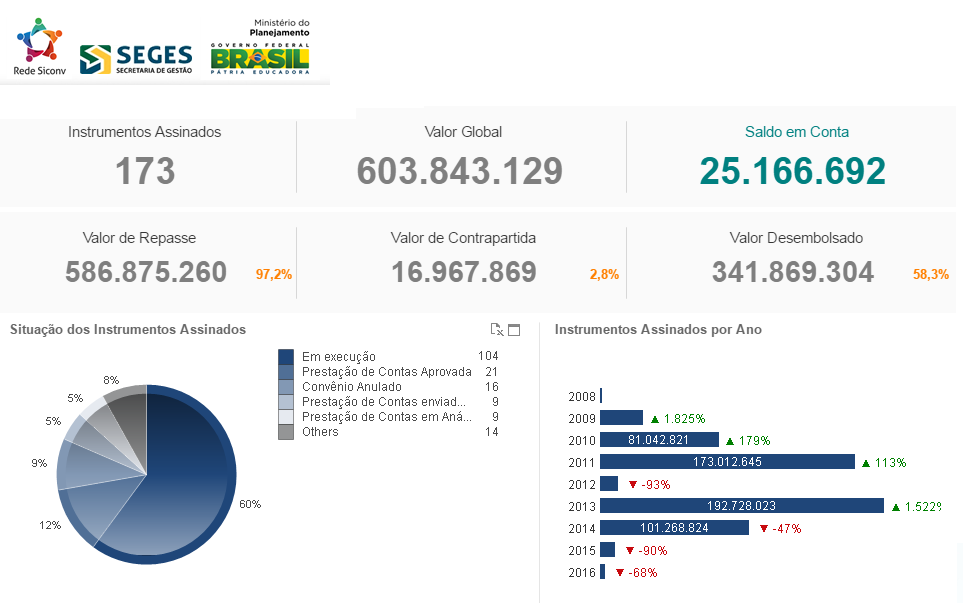 Ministério do
Planejamento
GOVERNO FEDERAL
BRASIL
PÁTRIA EDUCADORA
SEGES
SECRETARIA DE GESTÃO
Rede Siconv
Instrumentos Assinados
173
Valor Global
603.843.129
Saldo em Conta
25.166.692
Valor de Repasse
586.875.260 97,2%
Valor de Contrapartida
16.967.869 2,8%
Valor Desembolsado
341.869.304 58,3%
Situação dos Instrumentos Assinados
Em execução 104
Prestação de Contas Aprovada 21
Convênio Anulado 16
Prestação de Contas enviad... 9
Prestação de Contas em Aná... 9
Others 14
8%
5%
5%
9%
12%
60%
Instrumentos Assinados por Ano
2008
2009 ▲ 1.825%
2010 81.042.821 ▲ 179%
2011 173.012.645 ▲ 113%
2012 ▼ -93%
2013 192.728.023 ▲ 1.522%
2014 101.268.824 ▼ -47%
2015 ▼ -90%
2016 ▼ -68%